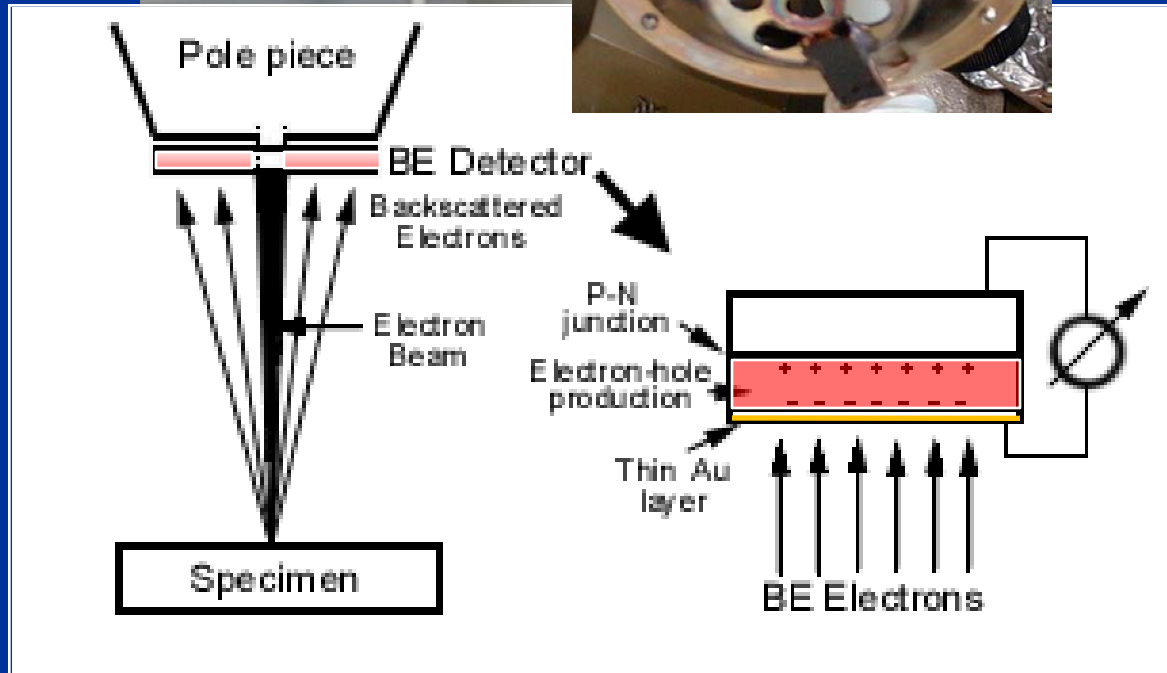 Pole piece
BE Detector
Backscattered
Electrons
Electron
Beam
Specimen
P-N
junction
Electron-hole
production
Thin Au
layer
BE Electrons